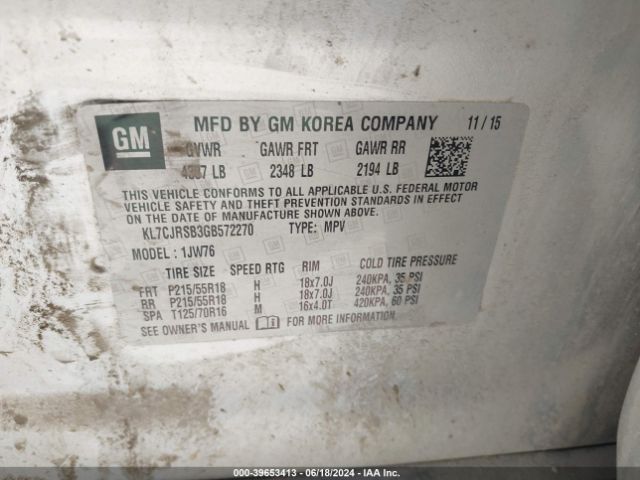 GM
MFD BY GM KOREA COMPANY 11/15
GVWR GAWR FRT GAWR RR
LB 2348 LB 2194 LB
THIS VEHICLE CONFORMS TO ALL APPLICABLE U.S. FEDERAL MOTOR
VEHICLE SAFETY AND THEFT PREVENTION STANDARDS IN EFFECT
ON THE DATE OF MANUFACTURE SHOWN ABOVE.
KL7CJRSB3GB572270 TYPE: MPV
MODEL : 1JW76
TIRE SIZE SPEED RTG RIM COLD TIRE PRESSURE
FRT P215/55R18 H 18x7.0J 240KPA, 35 PSI
RR P215/55R18 H 18x7.0J 240KPA, 35 PSI
SPA T125/70R16 M 16x4.0T 420KPA, 60 PSI
SEE OWNER'S MANUAL FOR MORE INFORMATION
000-39653413 - 06/18/2024 - IAA Inc.